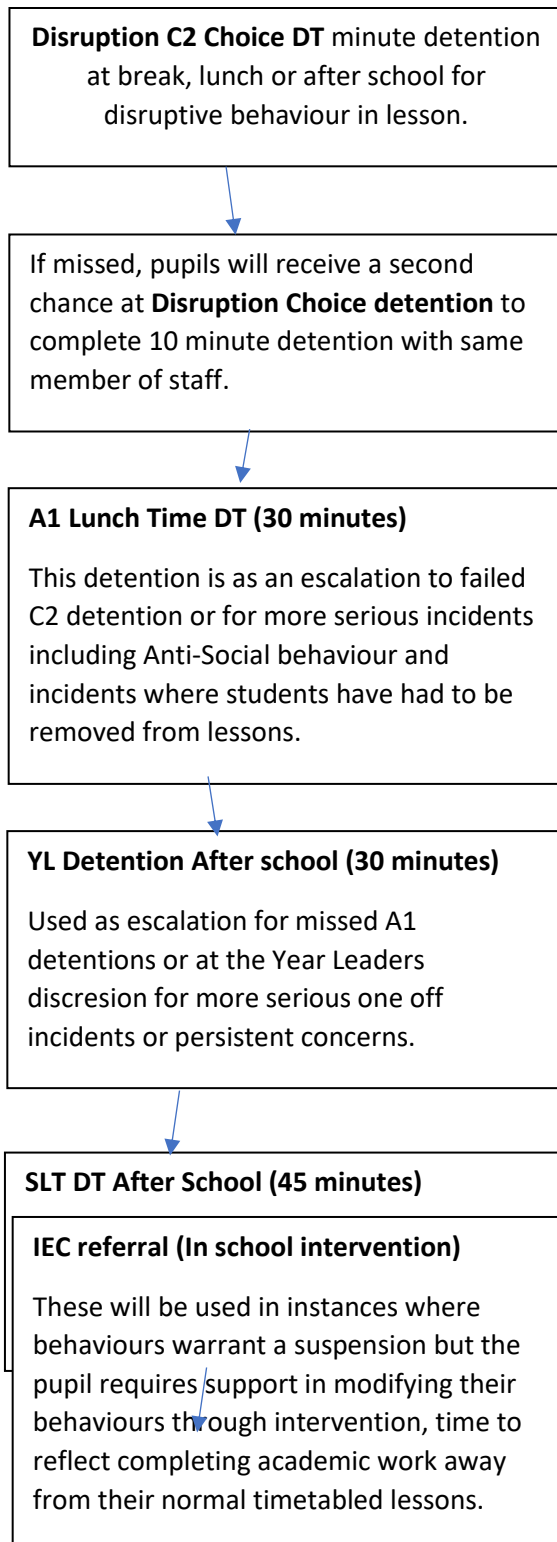 Disruption C2 Choice DT minute detention
at break, lunch or after school for
disruptive behaviour in lesson.
If missed, pupils will receive a second
chance at Disruption Choice detention to
complete 10 minute detention with same
member of staff.
A1 Lunch Time DT (30 minutes)
This detention is as an escalation to failed
C2 detention or for more serious incidents
including Anti-Social behaviour and
incidents where students have had to be
removed from lessons.
YL Detention After school (30 minutes)
Used as escalation for missed A1
detentions or at the Year Leaders
discresion for more serious one off
incidents or persistent concerns.
SLT DT After School (45 minutes)
IEC referral (In school intervention)
These will be used in instances where
behaviours warrant a suspension but the
pupil requires support in modifying their
behaviours through intervention, time to
reflect completing academic work away
from their normal timetabled lessons.